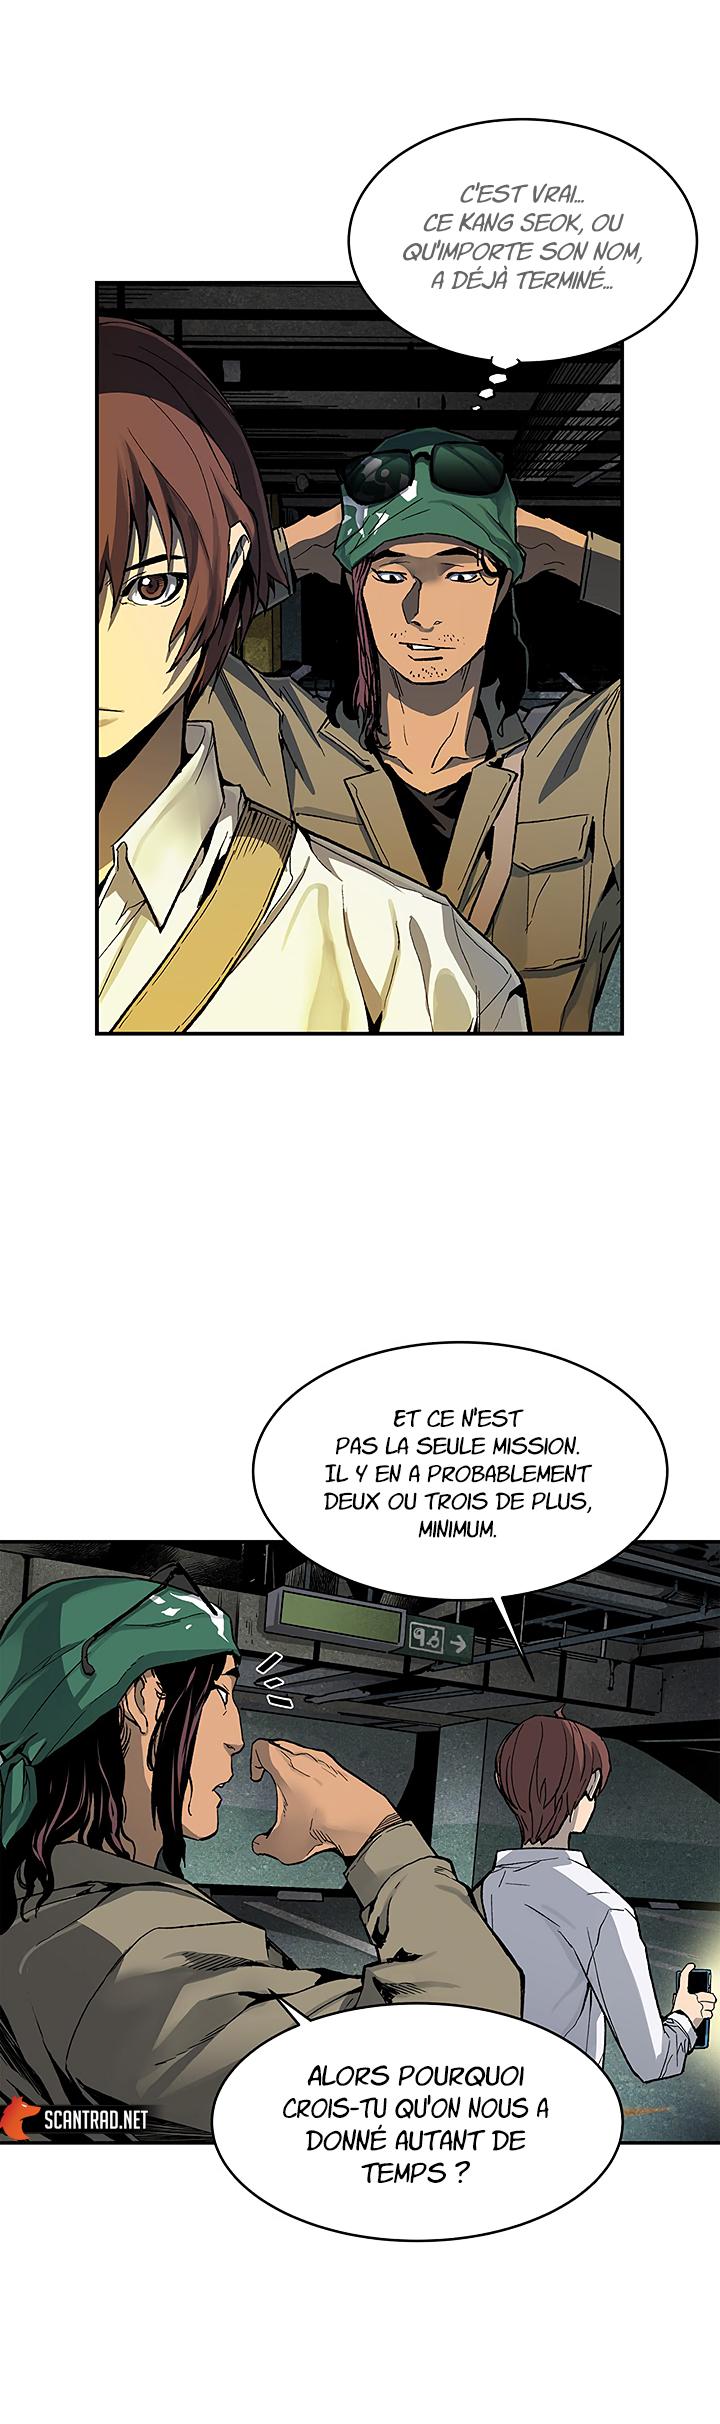 C'EST VRAI...
CE KANG SEOK, OU
QU'IMPORTE SON NOM,
A DÉJÀ TERMINÉ...
ET CE N'EST
PAS LA SEULE MISSION.
IL Y EN A PROBABLEMENT
DEUX OU TROIS DE PLUS,
MINIMUM.
ALORS POURQUOI
CROIS-TU QU'ON NOUS A
DONNÉ AUTANT DE
TEMPS ?
SCANTRAD.NET